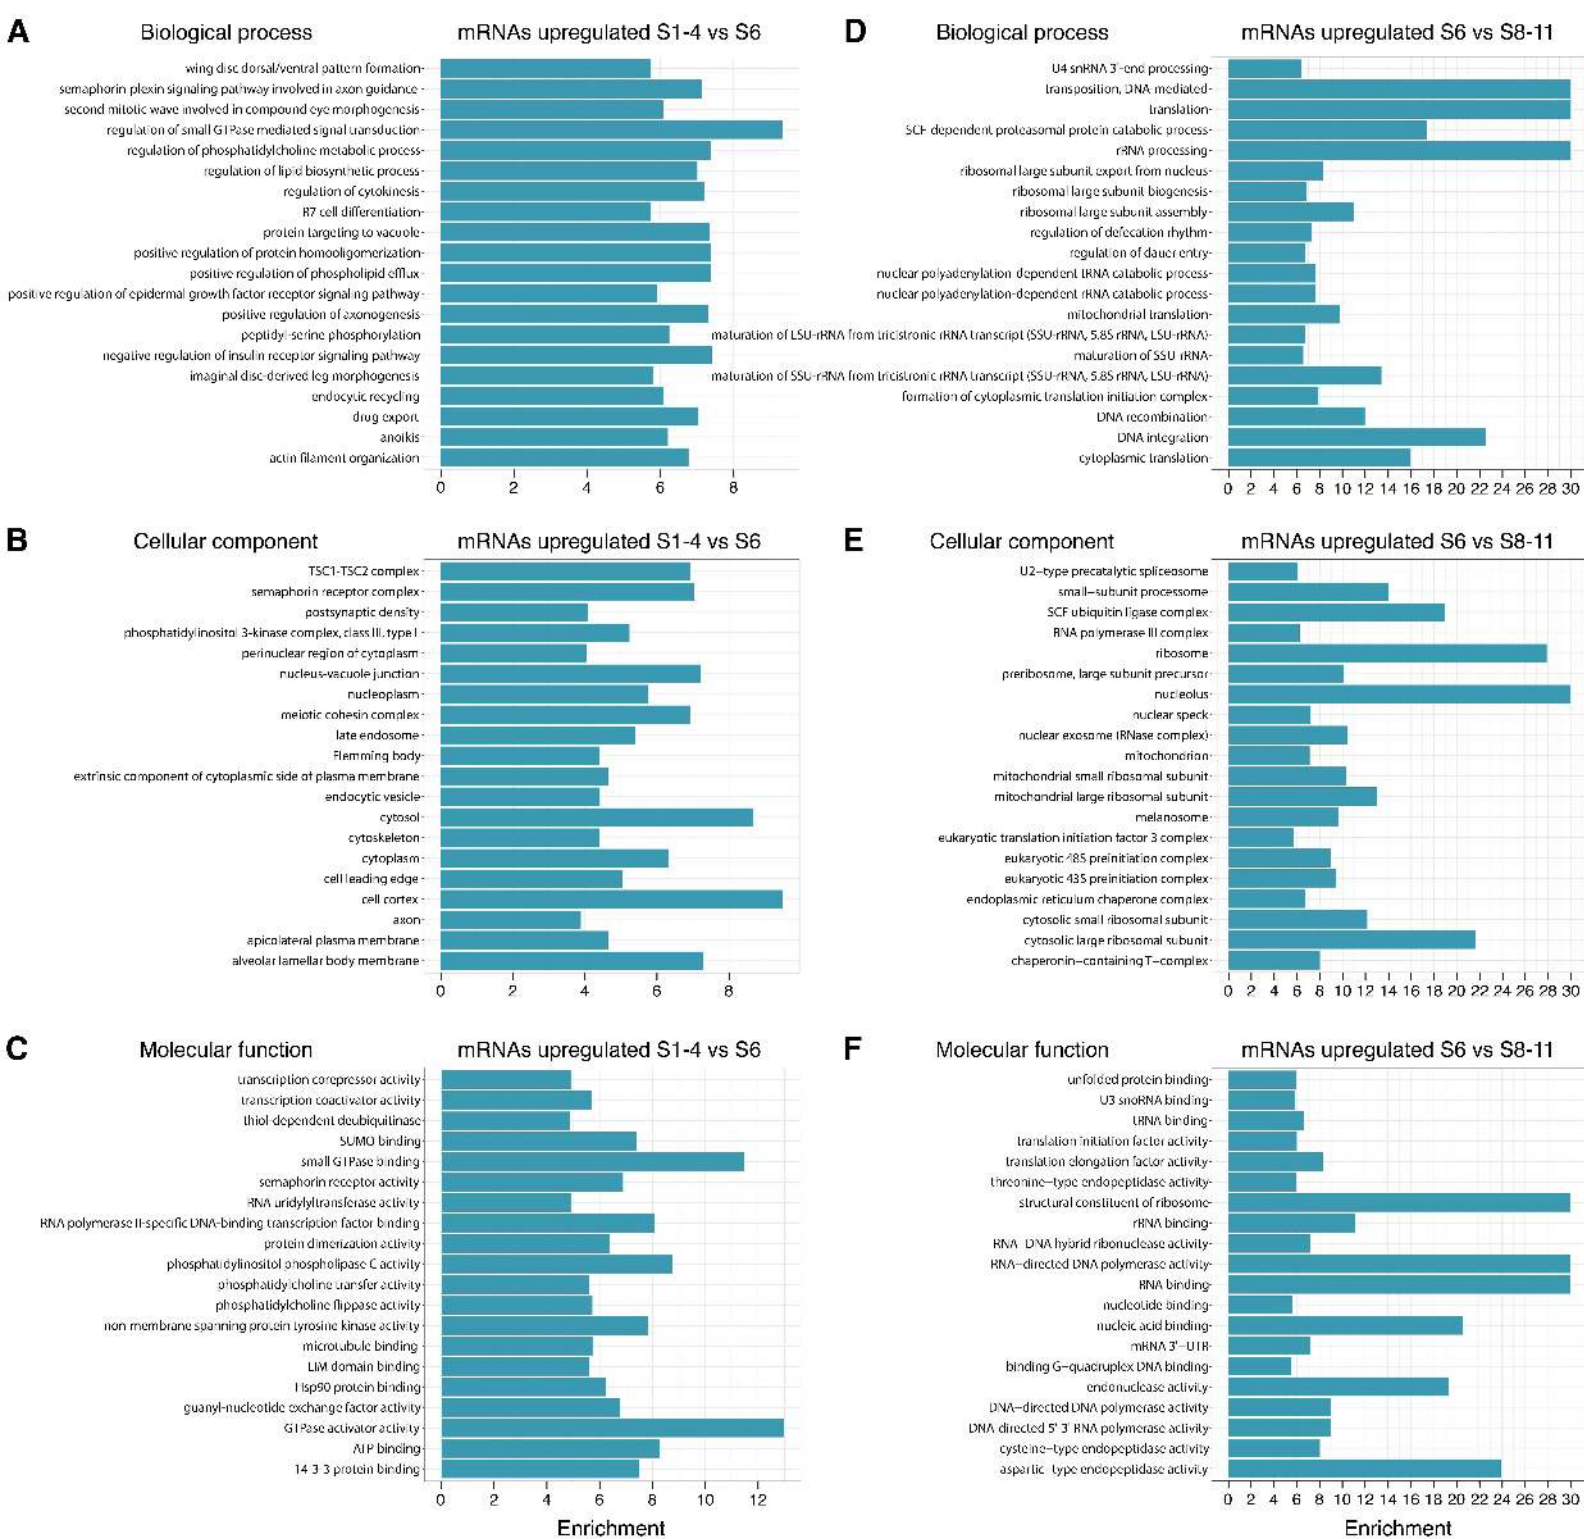 A Biological process mRNAs upregulated S1-4 vs S6
wing disc dorsal/ventral pattern formation
semaphorin-plexin signaling pathway involved in axon guidance
second mitotic wave involved in compound eye morphogenesis
regulation of small GTPase mediated signal transduction
regulation of phosphatidylcholine metabolic process
regulation of lipid biosynthetic process
regulation of cytokinesis
R7 cell differentiation
protein targeting to vacuole
positive regulation of protein homooligomerization
positive regulation of phospholipid efflux
positive regulation of epidermal growth factor receptor signaling pathway
positive regulation of axonogenesis
peptidyl-serine phosphorylation
negative regulation of insulin receptor signaling pathway
imaginal disc-derived leg morphogenesis
endocytic recycling
drug export
anoikis
actin filament organization
0 2 4 6 8
B Cellular component mRNAs upregulated S1-4 vs S6
TSC1-TSC2 complex
semaphorin receptor complex
postsynaptic density
phosphatidylinositol 3-kinase complex, class III, type I
perinuclear region of cytoplasm
nucleus-vacuole junction
nucleoplasm
meiotic cohesin complex
late endosome
Flemming body
extrinsic component of cytoplasmic side of plasma membrane
endocytic vesicle
cytosol
cytoskeleton
cytoplasm
cell leading edge
cell cortex
axon
apicolateral plasma membrane
alveolar lamellar body membrane
0 2 4 6 8
C Molecular function mRNAs upregulated S1-4 vs S6
transcription corepressor activity
transcription coactivator activity
thiol-dependent deubiquitinase
SUMO binding
small GTPase binding
semaphorin receptor activity
RNA uridylyltransferase activity
RNA polymerase II-specific DNA-binding transcription factor binding
protein dimerization activity
phosphatidylinositol phospholipase C activity
phosphatidylcholine transfer activity
phosphatidylcholine flippase activity
non membrane spanning protein tyrosine kinase activity
microtubule binding
LIM domain binding
Hsp90 protein binding
guanyl-nucleotide exchange factor activity
GTPase activator activity
ATP binding
14-3-3 protein binding
0 2 4 6 8 10 12
Enrichment
D Biological process mRNAs upregulated S6 vs S8-11
U4 snRNA 3'-end processing
transposition, DNA-mediated
translation
SCF dependent proteasomal protein catabolic process
rRNA processing
ribosomal large subunit export from nucleus
ribosomal large subunit biogenesis
ribosomal large subunit assembly
regulation of defecation rhythm
regulation of dauer entry
nuclear polyadenylation-dependent tRNA catabolic process
nuclear polyadenylation-dependent rRNA catabolic process
mitochondrial translation
maturation of LSU-rRNA from tricistronic rRNA transcript (SSU-rRNA, 5.8S rRNA, LSU-rRNA)
maturation of SSU rRNA
maturation of SSU-rRNA from tricistronic rRNA transcript (SSU-rRNA, 5.8S rRNA, LSU-rRNA)
formation of cytoplasmic translation initiation complex
DNA recombination
DNA integration
cytoplasmic translation
0 2 4 6 8 10 12 14 16 18 20 22 24 26 28 30
E Cellular component mRNAs upregulated S6 vs S8-11
U2-type precatalytic spliceosome
small-subunit processome
SCF ubiquitin ligase complex
RNA polymerase III complex
ribosome
preribosome, large subunit precursor
nucleolus
nuclear speck
nuclear exosome (RNase complex)
mitochondrion
mitochondrial small ribosomal subunit
mitochondrial large ribosomal subunit
melanosome
eukaryotic translation initiation factor 3 complex
eukaryotic 48S preinitiation complex
eukaryotic 43S preinitiation complex
endoplasmic reticulum chaperone complex
cytosolic small ribosomal subunit
cytosolic large ribosomal subunit
chaperonin-containing T-complex
0 2 4 6 8 10 12 14 16 18 20 22 24 26 28 30
F Molecular function mRNAs upregulated S6 vs S8-11
unfolded protein binding
U3 snoRNA binding
tRNA binding
translation initiation factor activity
translation elongation factor activity
threonine-type endopeptidase activity
structural constituent of ribosome
rRNA binding
RNA-DNA hybrid ribonuclease activity
RNA-directed DNA polymerase activity
RNA binding
nucleotide binding
nucleic acid binding
mRNA 3'-UTR
binding G-quadruplex DNA binding
endonuclease activity
DNA-directed DNA polymerase activity
DNA-directed 5'-3' RNA polymerase activity
cysteine-type endopeptidase activity
aspartic-type endopeptidase activity
0 2 4 6 8 10 12 14 16 18 20 22 24 26 28 30
Enrichment